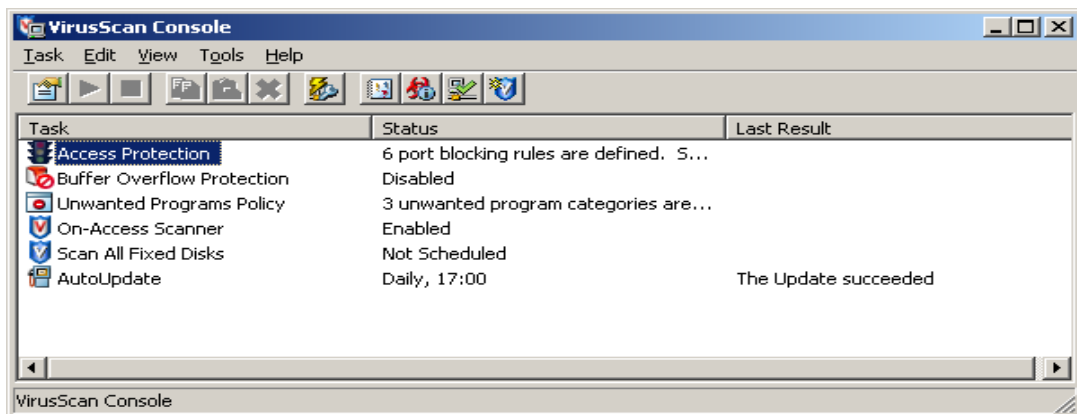 VirusScan Console
Task Edit View Tools Help
Task Status Last Result
Access Protection 6 port blocking rules are defined. S...
Buffer Overflow Protection Disabled
Unwanted Programs Policy 3 unwanted program categories are...
On-Access Scanner Enabled
Scan All Fixed Disks Not Scheduled
AutoUpdate Daily, 17:00 The Update succeeded
VirusScan Console